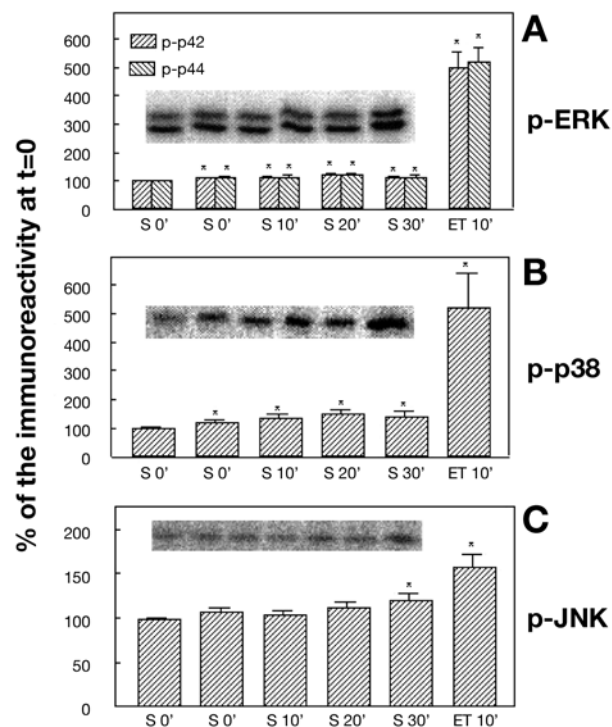 % of the immunoreactivity at t=0
A
p-ERK
600
500
400
300
200
100
0
p-p42
p-p44
* * * * * * * * * *
S 0' S 0' S 10' S 20' S 30' ET 10'
B
p-p38
600
500
400
300
200
100
0
* * * * *
S 0' S 0' S 10' S 20' S 30' ET 10'
C
p-JNK
200
150
100
50
0
* *
S 0' S 0' S 10' S 20' S 30' ET 10'